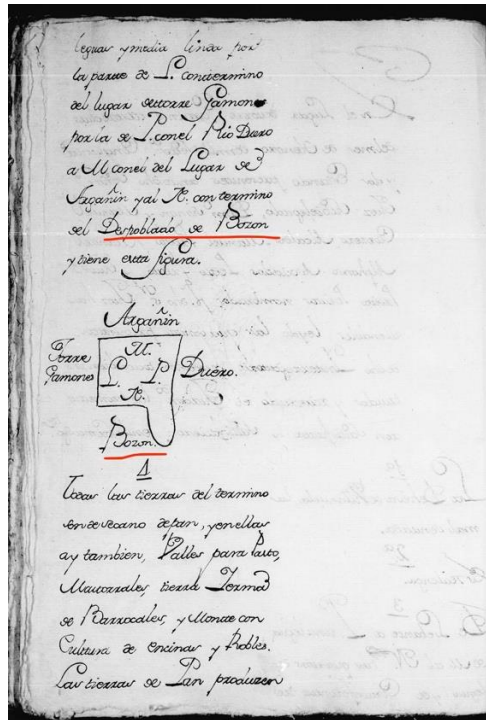 leguas y media linea por
la parte de L. contermino
del lugar de torre Gamones
por la de P. con el Rio Duero
a M. con el del Lugar de
Argañin y al N. con termino
del Despoblado de Bozon
y tiene esta figura.
Argañin
M.
Torre
Gamones
L. P. Duero.
N.
Bozon.
4
Todas las tierras del termino
son de secano de pan, y en ellas
ay tambien, Valles para Pasto,
Matorrales, tierra Yerma
de Barrocales, y Monte con
Cultura de encinas y Robles.
Las tierras de Pan producen